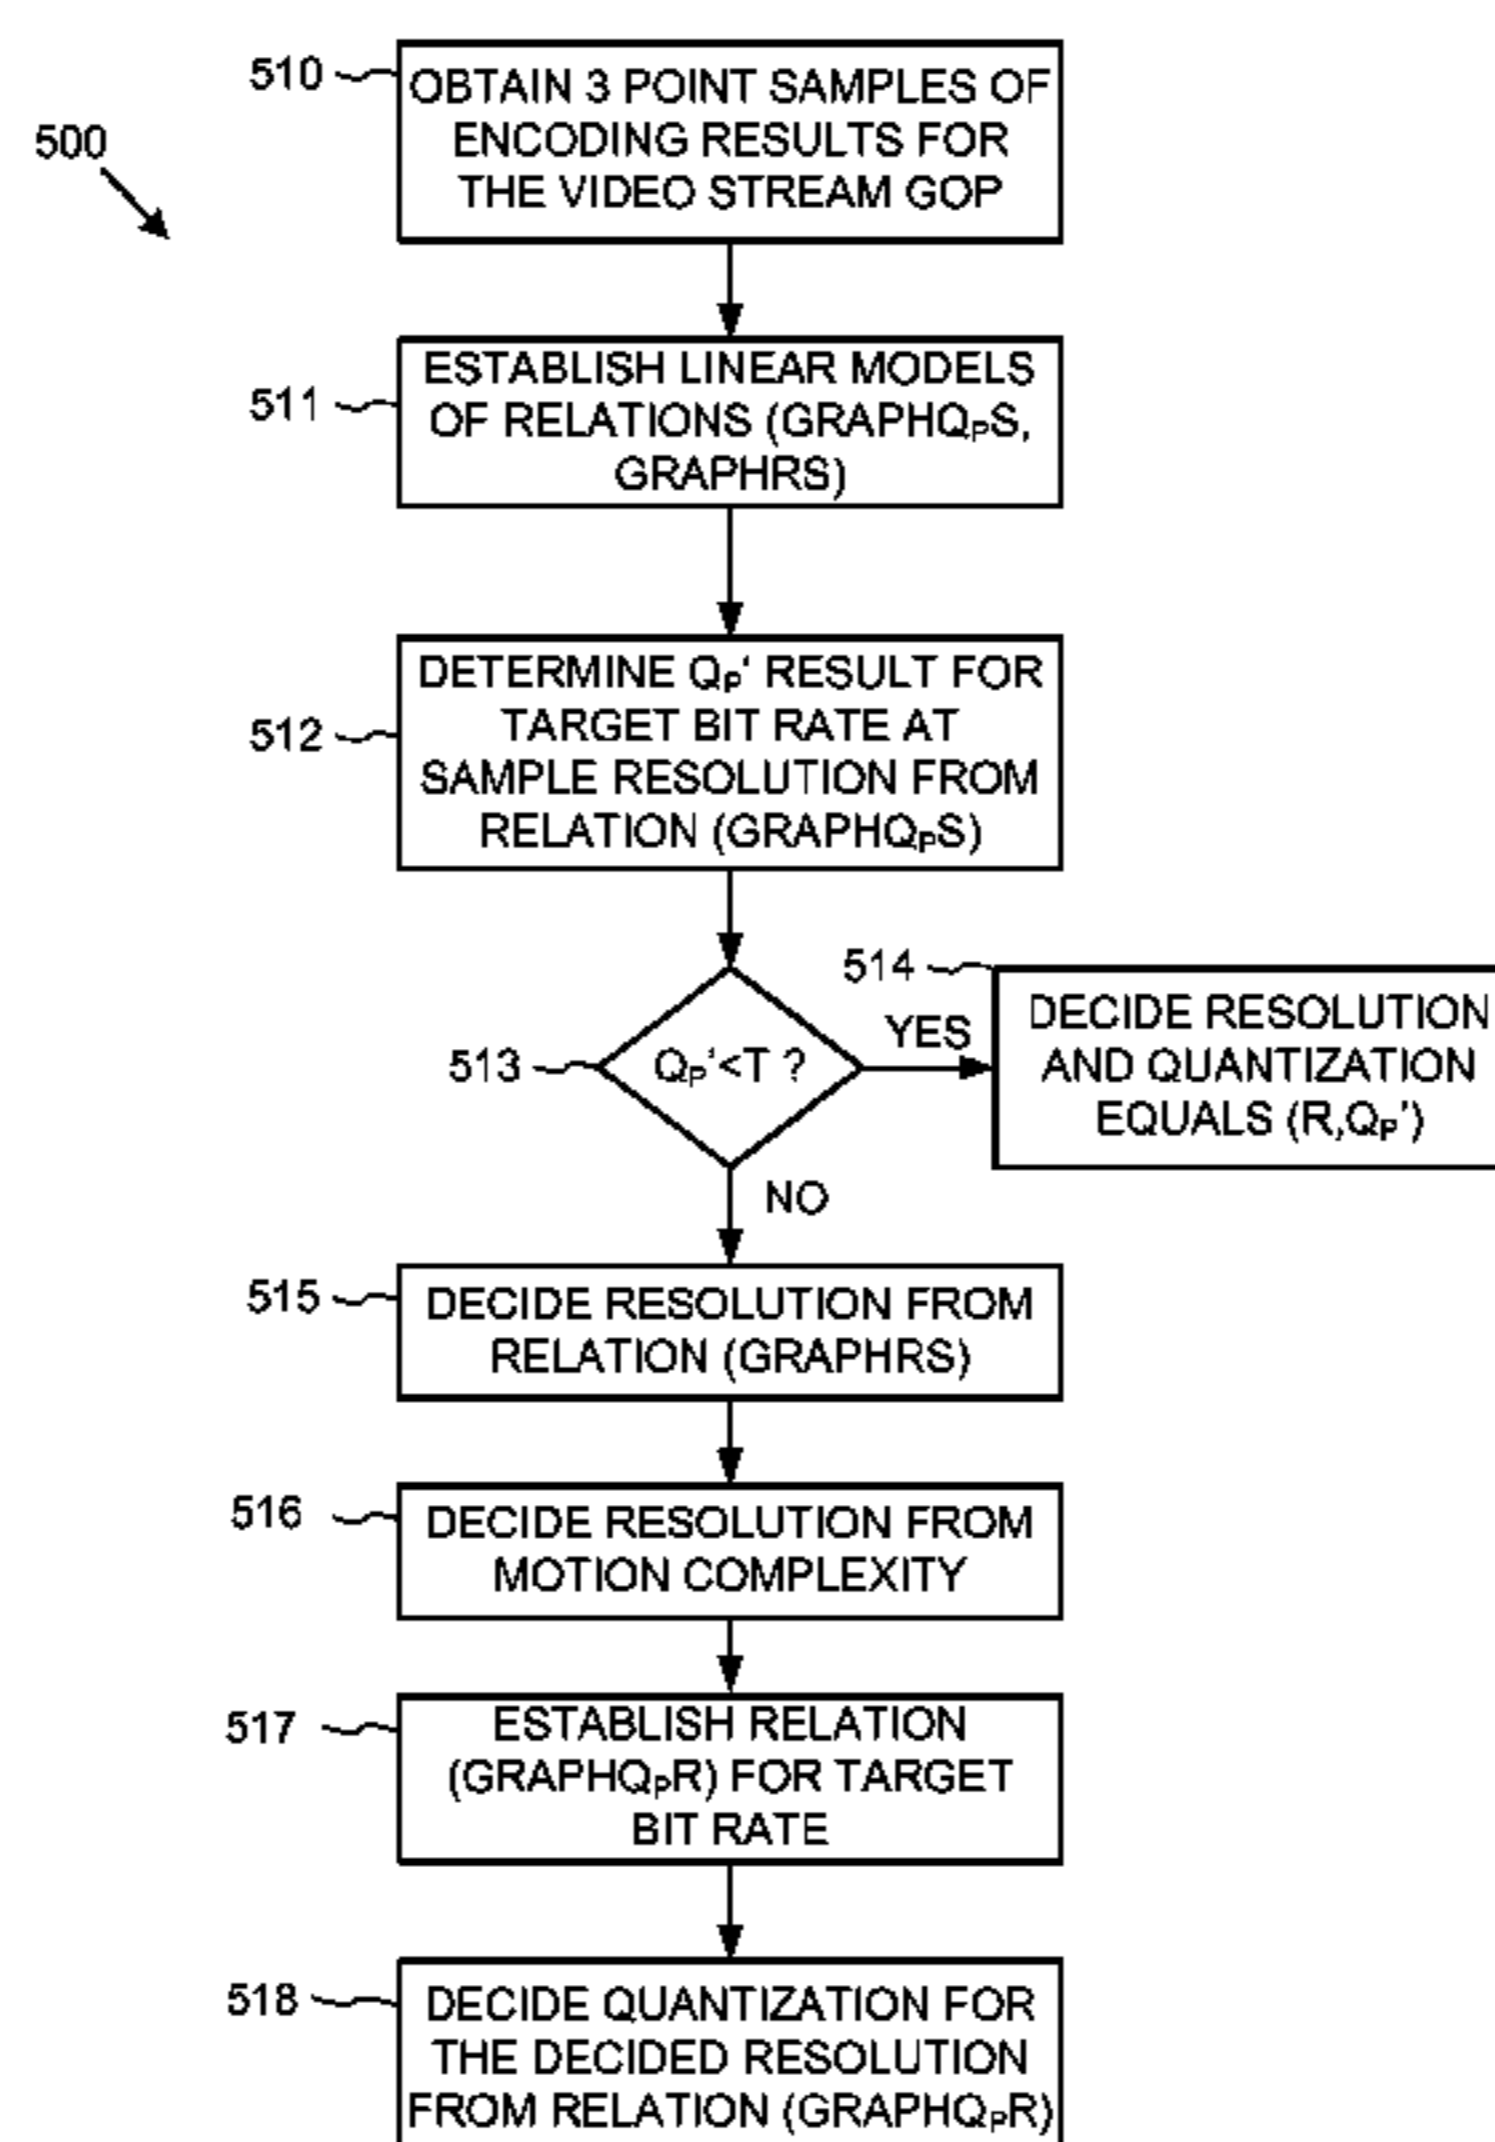 500
510
OBTAIN 3 POINT SAMPLES OF
ENCODING RESULTS FOR
THE VIDEO STREAM GOP
511
ESTABLISH LINEAR MODELS
OF RELATIONS (GRAPHQPS,
GRAPHRS)
512
DETERMINE QP' RESULT FOR
TARGET BIT RATE AT
SAMPLE RESOLUTION FROM
RELATION (GRAPHQPS)
513
QP'<T ?
YES
514
DECIDE RESOLUTION
AND QUANTIZATION
EQUALS (R,QP')
NO
515
DECIDE RESOLUTION FROM
RELATION (GRAPHRS)
516
DECIDE RESOLUTION FROM
MOTION COMPLEXITY
517
ESTABLISH RELATION
(GRAPHQPR) FOR TARGET
BIT RATE
518
DECIDE QUANTIZATION FOR
THE DECIDED RESOLUTION
FROM RELATION (GRAPHQPR)